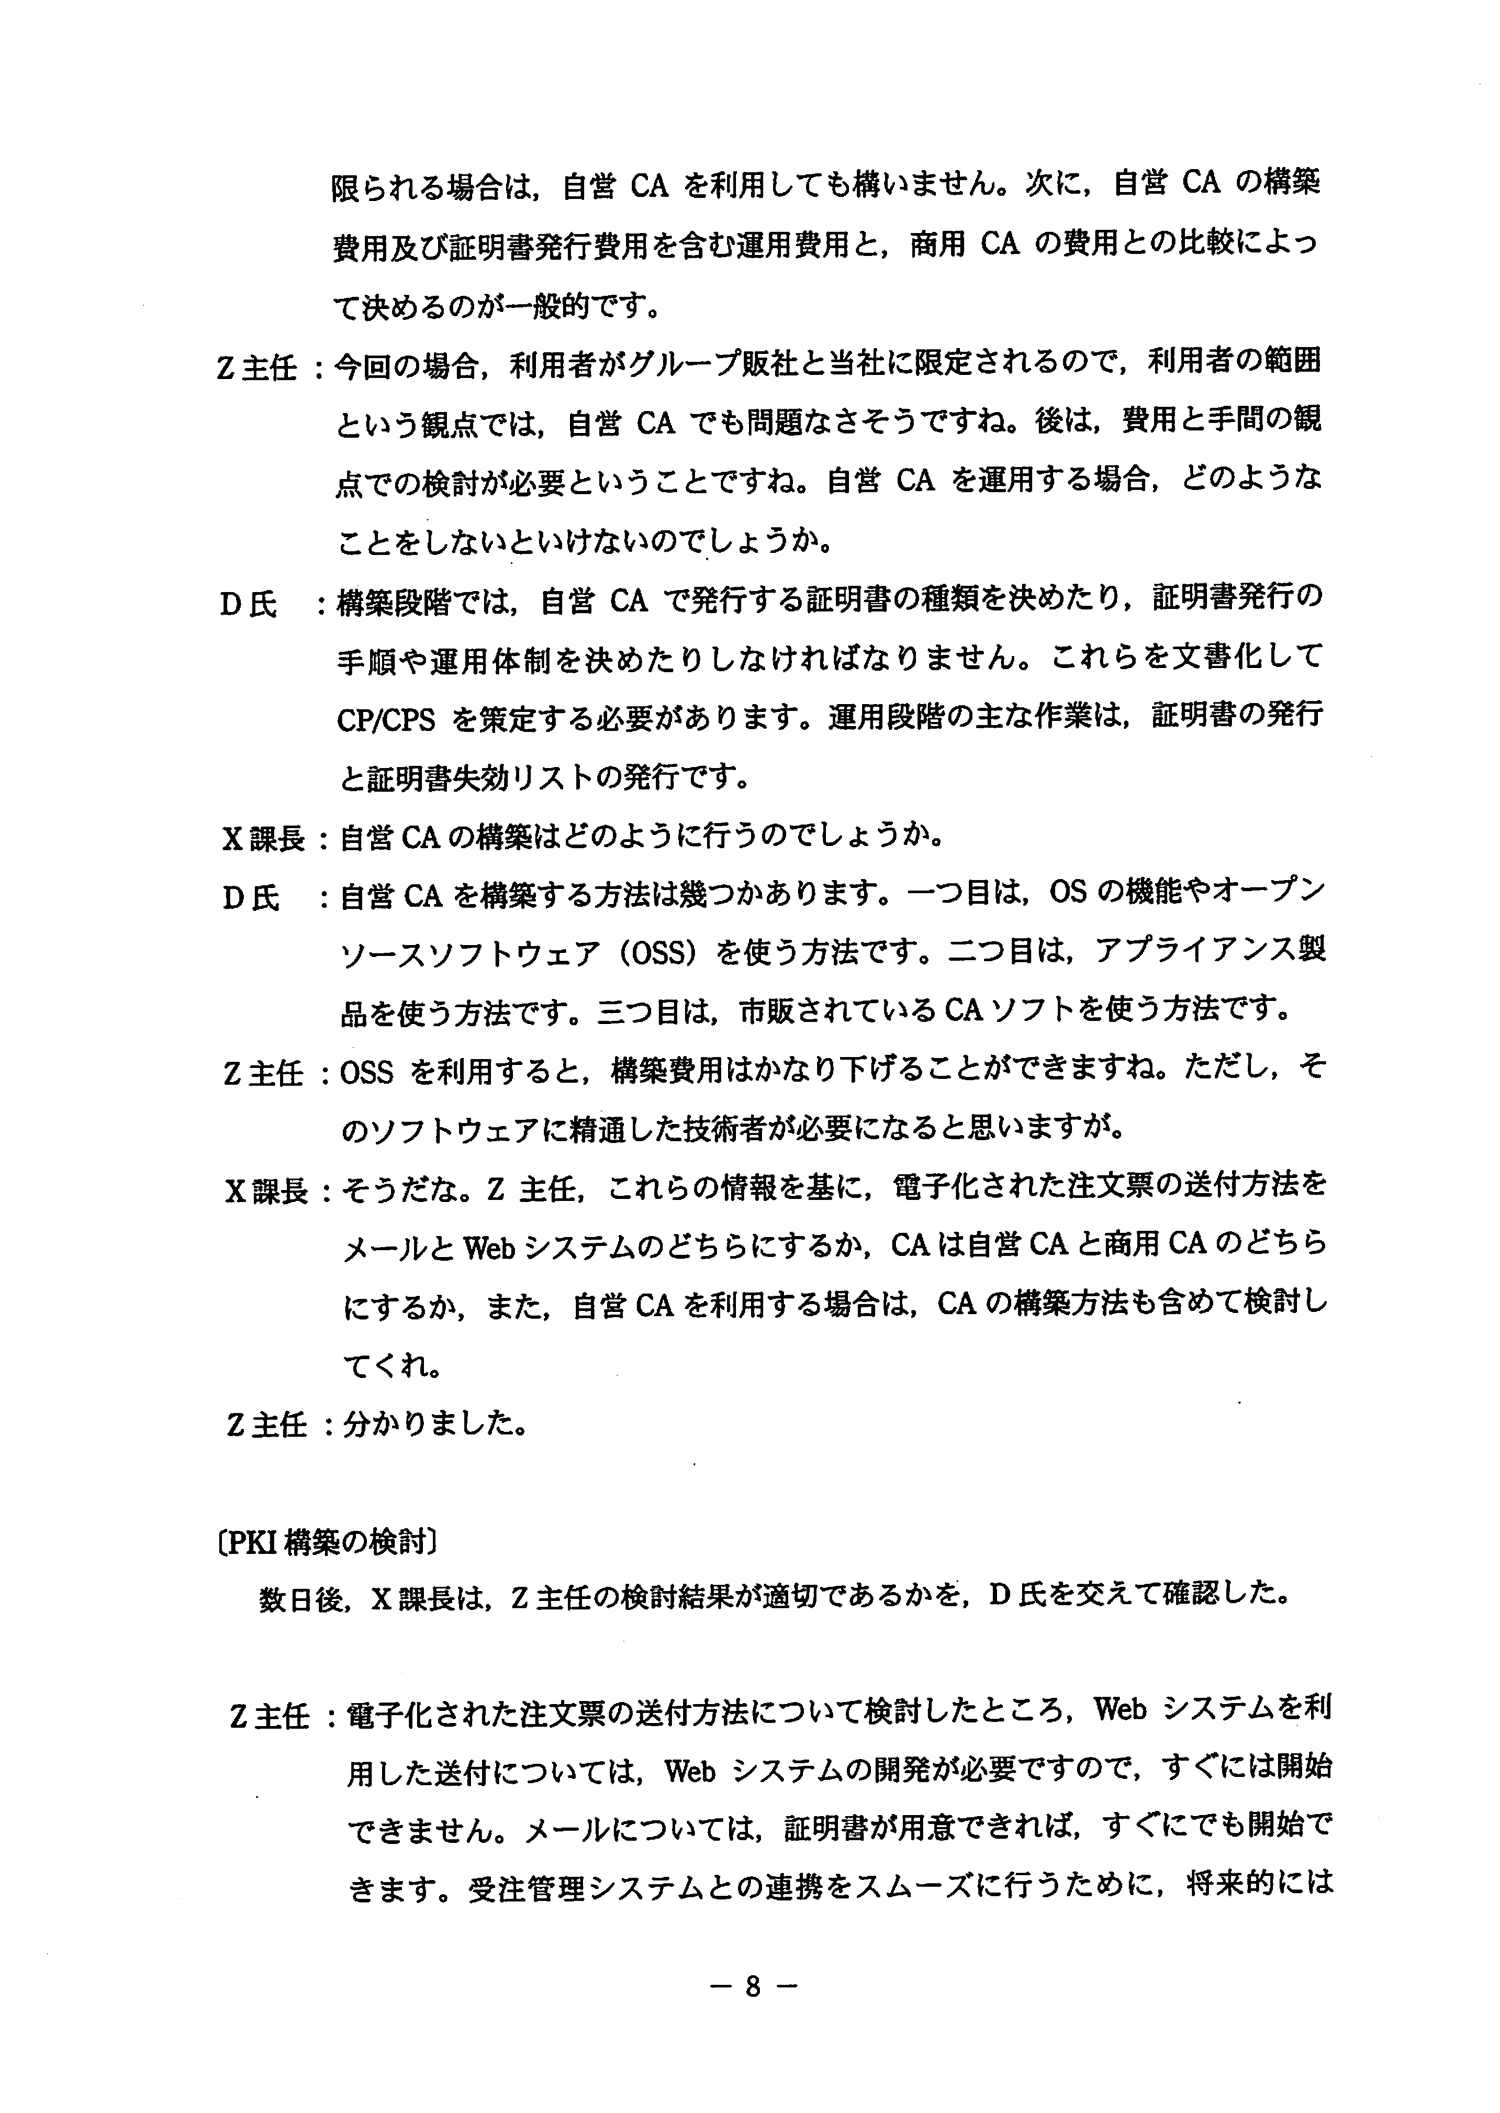 限られる場合は，自営 CA を利用しても構いません。次に，自営 CA の構築
費用及び証明書発行費用を含む運用費用と，商用 CA の費用との比較によっ
て決めるのが一般的です。
Z 主任 ：今回の場合，利用者がグループ販社と当社に限定されるので，利用者の範囲
という観点では，自営 CA でも問題なさそうですね。後は，費用と手間の観
点での検討が必要ということですね。自営 CA を運用する場合，どのような
ことをしないといけないのでしょうか。
D 氏 ：構築段階では，自営 CA で発行する証明書の種類を決めたり，証明書発行の
手順や運用体制を決めたりしなければなりません。これらを文書化して
CP/CPS を策定する必要があります。運用段階の主な作業は，証明書の発行
と証明書失効リストの発行です。
X 課長：自営 CA の構築はどのように行うのでしょうか。
D 氏 ：自営 CA を構築する方法は幾つかあります。一つ目は，OS の機能やオープン
ソースソフトウェア（OSS）を使う方法です。二つ目は，アプライアンス製
品を使う方法です。三つ目は，市販されている CA ソフトを使う方法です。
Z 主任 ：OSS を利用すると，構築費用はかなり下げることができますね。ただし，そ
のソフトウェアに精通した技術者が必要になると思いますが。
X 課長：そうだな。Z 主任，これらの情報を基に，電子化された注文票の送付方法を
メールと Web システムのどちらにするか，CA は自営 CA と商用 CA のどちら
にするか，また，自営 CA を利用する場合は，CA の構築方法も含めて検討し
てくれ。
Z 主任 ：分かりました。
〔PKI 構築の検討〕
数日後，X 課長は，Z 主任の検討結果が適切であるかを，D 氏を交えて確認した。
Z 主任 ：電子化された注文票の送付方法について検討したところ，Web システムを利
用した送付については，Web システムの開発が必要ですので，すぐには開始
できません。メールについては，証明書が用意できれば，すぐにでも開始で
きます。受注管理システムとの連携をスムーズに行うために，将来的には
－ 8 －